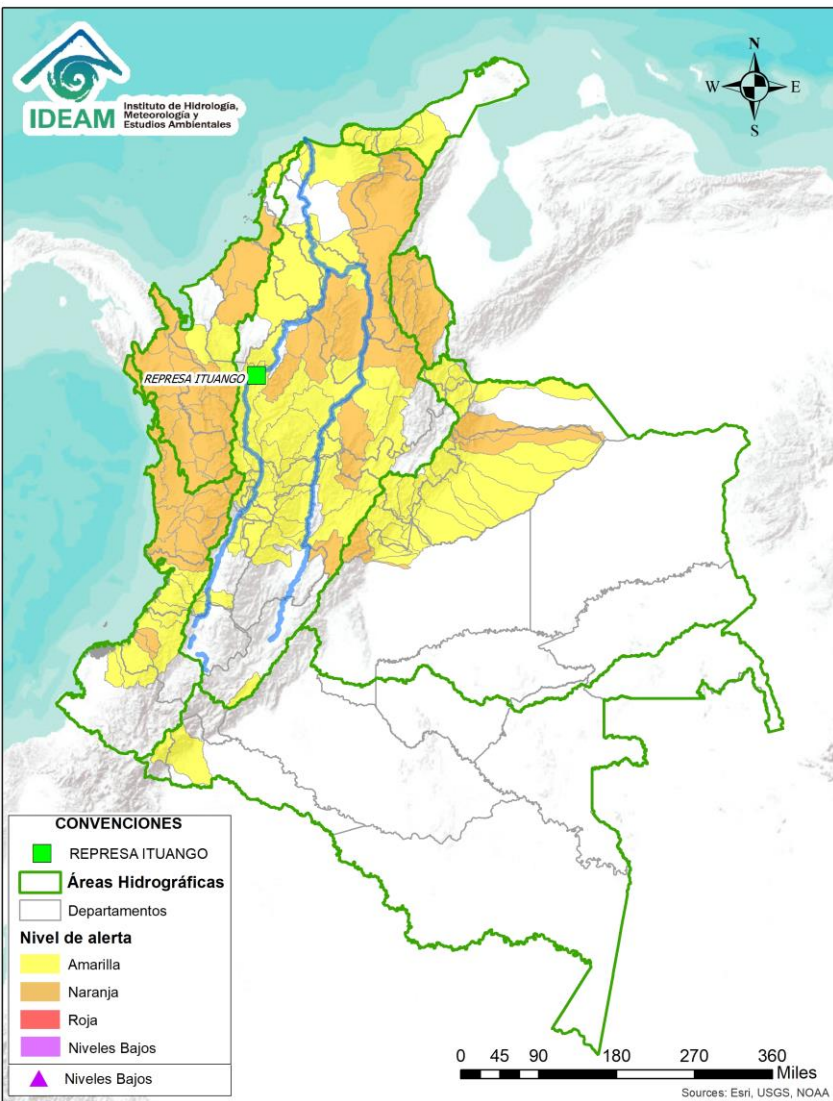 IDEAM
Instituto de Hidrología,
Meteorología y
Estudios Ambientales
N
W
E
S
REPRESA ITUANGO
CONVENCIONES
REPRESA ITUANGO
Áreas Hidrográficas
Departamentos
Nivel de alerta
Amarilla
Naranja
Roja
Niveles Bajos
Niveles Bajos
0 45 90 180 270 360
Miles
Sources: Esri, USGS, NOAA